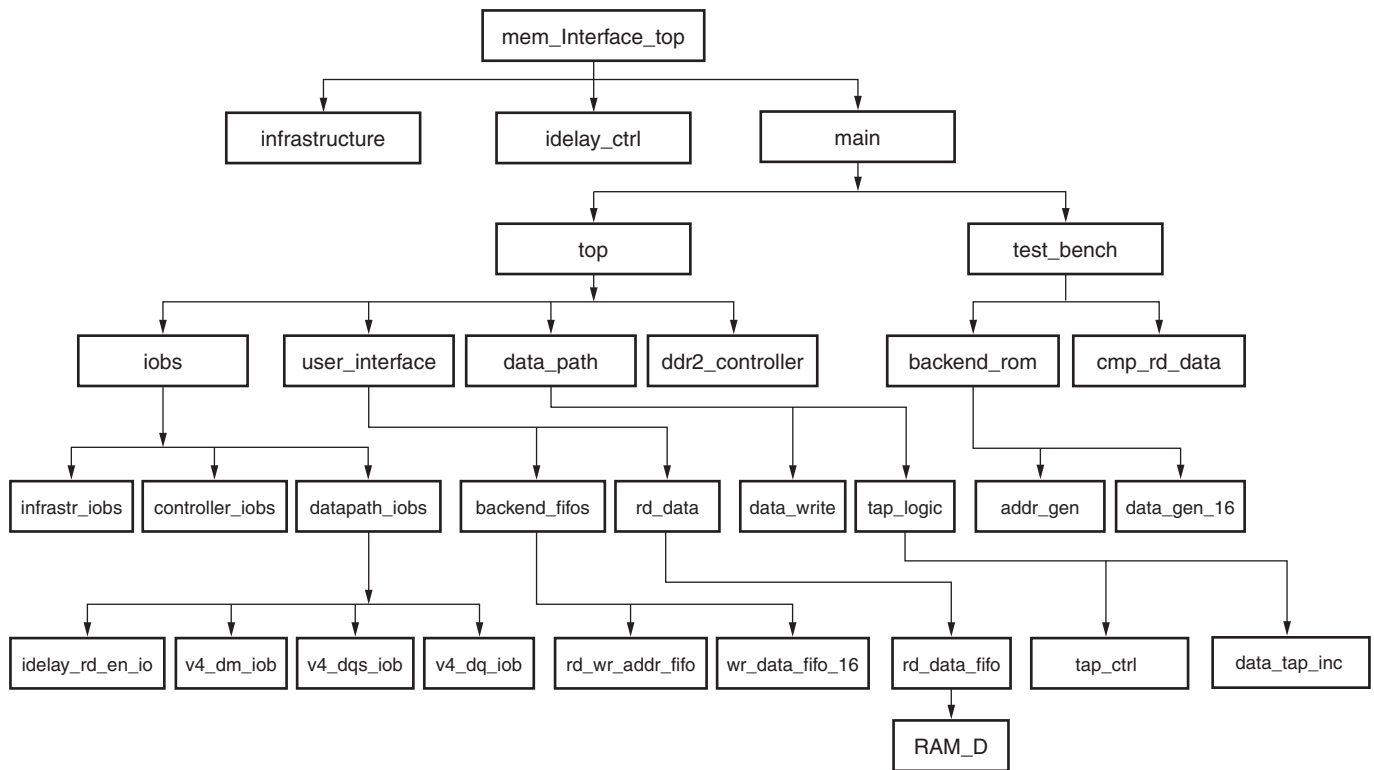 mem_Interface_top
infrastructure
idelay_ctrl
main
top
test_bench
iobs
user_interface
data_path
ddr2_controller
backend_rom
cmp_rd_data
infrastr_iobs
controller_iobs
datapath_iobs
backend_fifos
rd_data
data_write
tap_logic
addr_gen
data_gen_16
idelay_rd_en_io
v4_dm_iob
v4_dqs_iob
v4_dq_iob
rd_wr_addr_fifo
wr_data_fifo_16
rd_data_fifo
tap_ctrl
data_tap_inc
RAM_D